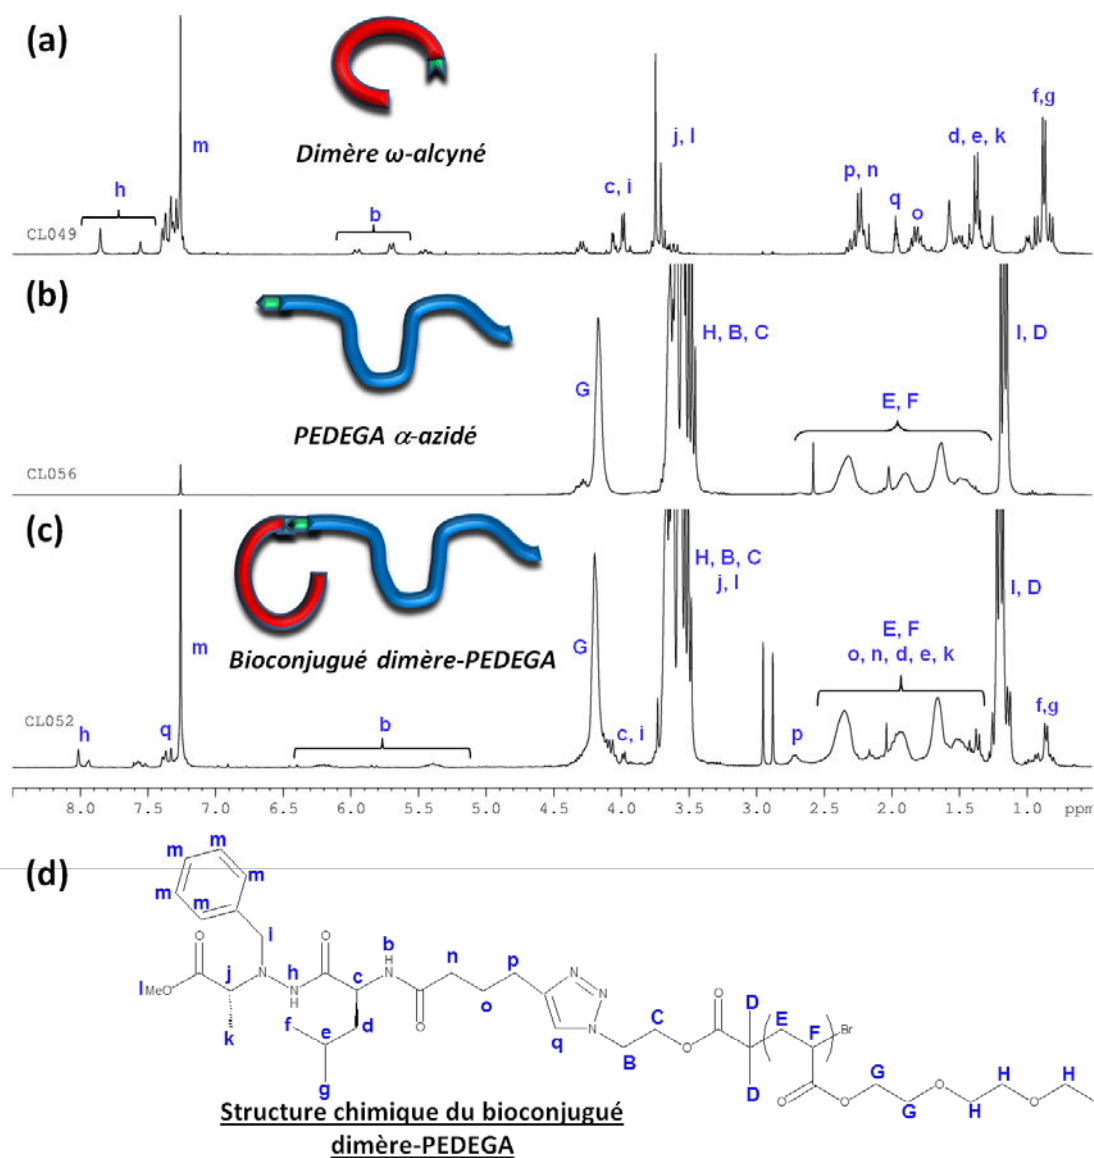 (a)
Dimère ω-alcyné
m
h
b
c, i
j, l
p, n
q
o
d, e, k
f,g
CL049
(b)
PEDEGA α-azidé
G
H, B, C
E, F
I, D
CL056
(c)
Bioconjugué dimère-PEDEGA
m
h
q
b
G
c, i
H, B, C
j, l
p
E, F
o, n, d, e, k
I, D
f,g
CL052
8.0 7.5 7.0 6.5 6.0 5.5 5.0 4.5 4.0 3.5 3.0 2.5 2.0 1.5 1.0 ppm
(d)
m
m
m
m
m
i
O
O
b
H
N
l
MeO
j
N
h
N
H
c
n
p
N
N
N
k
f
e
d
g
O
o
q
B
C
O
O
D
D
E
F
Br
O
O
G
G
O
H
H
O
H
Structure chimique du bioconjugué
dimère-PEDEGA